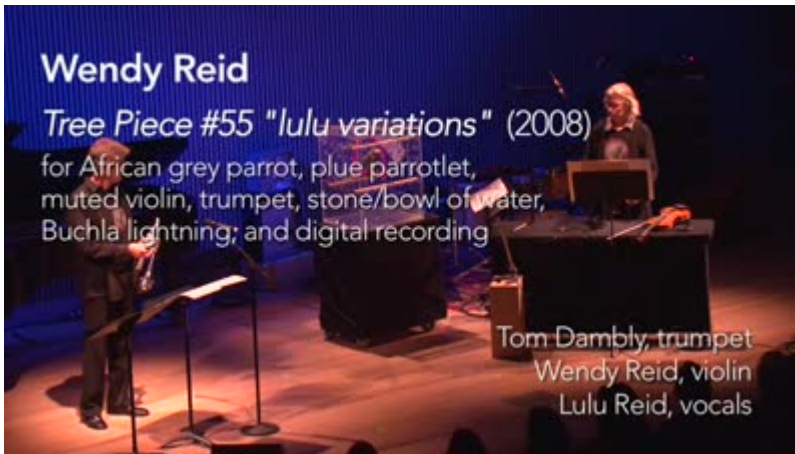 Wendy Reid
Tree Piece #55 "lulu variations" (2008)
for African grey parrot, plue parrotlet,
muted violin, trumpet, stone/bowl of water,
Buchla lightning, and digital recording
Tom Dambly, trumpet
Wendy Reid, violin
Lulu Reid, vocals